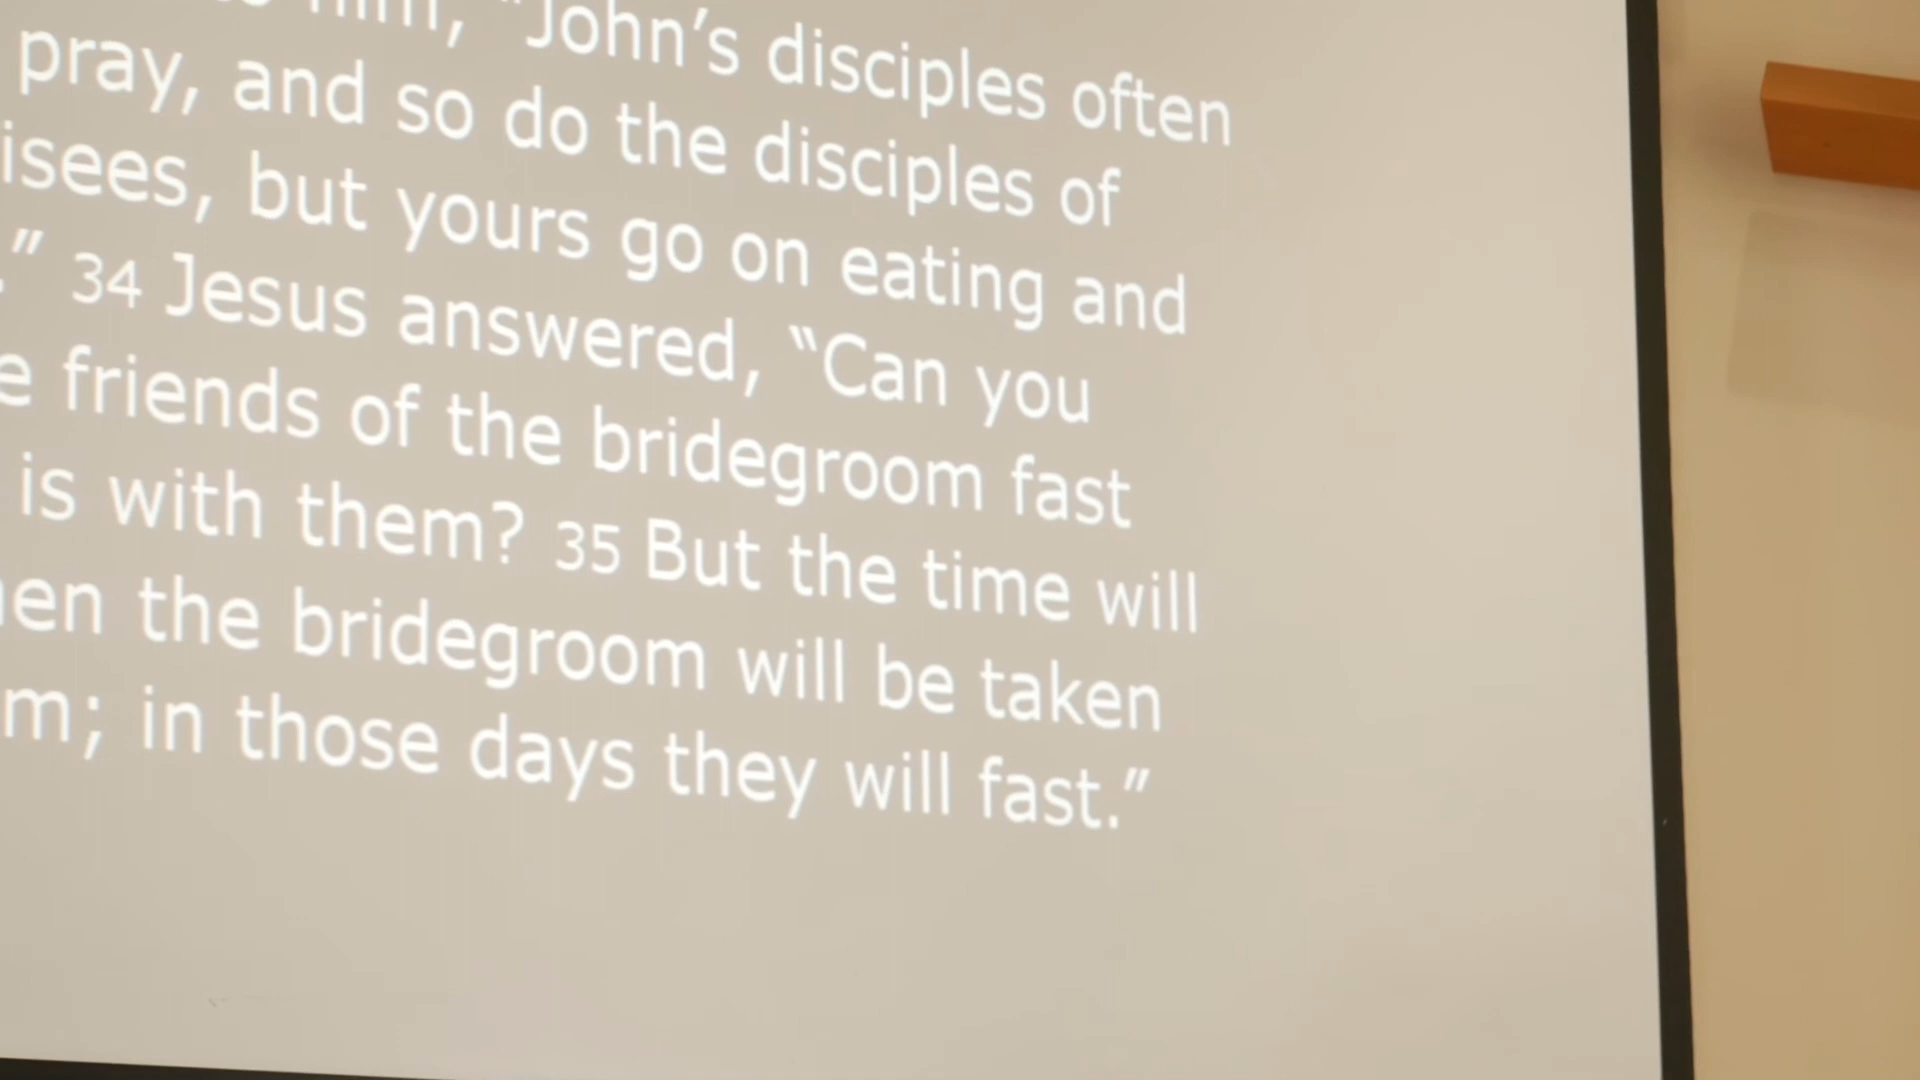 him, “John’s disciples often
pray, and so do the disciples of
isees, but yours go on eating and
.” 34 Jesus answered, “Can you
e friends of the bridegroom fast
is with them? 35 But the time will
en the bridegroom will be taken
m; in those days they will fast.”